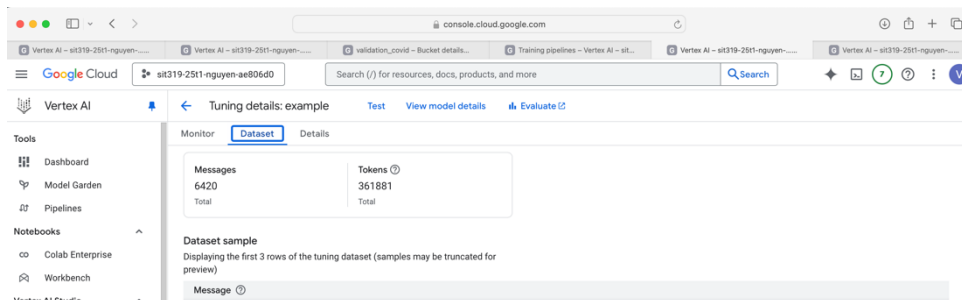 console.cloud.google.com
Vertex AI – sit319-25t1-nguyen-...... Vertex AI – sit319-25t1-nguyen-...... validation_covid – Bucket details... Training pipelines – Vertex AI – sit... Vertex AI – sit319-25t1-nguyen-...... Vertex AI – sit319-25t1-nguyen-......
Google Cloud sit319-25t1-nguyen-ae806d0 Search (/) for resources, docs, products, and more Search 7 V
Vertex AI Tuning details: example Test View model details Evaluate
Monitor Dataset Details
Tools
Dashboard
Model Garden
Pipelines
Notebooks
Colab Enterprise
Workbench
Vertex AI Studio
Messages Tokens
6420 361881
Total Total
Dataset sample
Displaying the first 3 rows of the tuning dataset (samples may be truncated for
preview)
Message